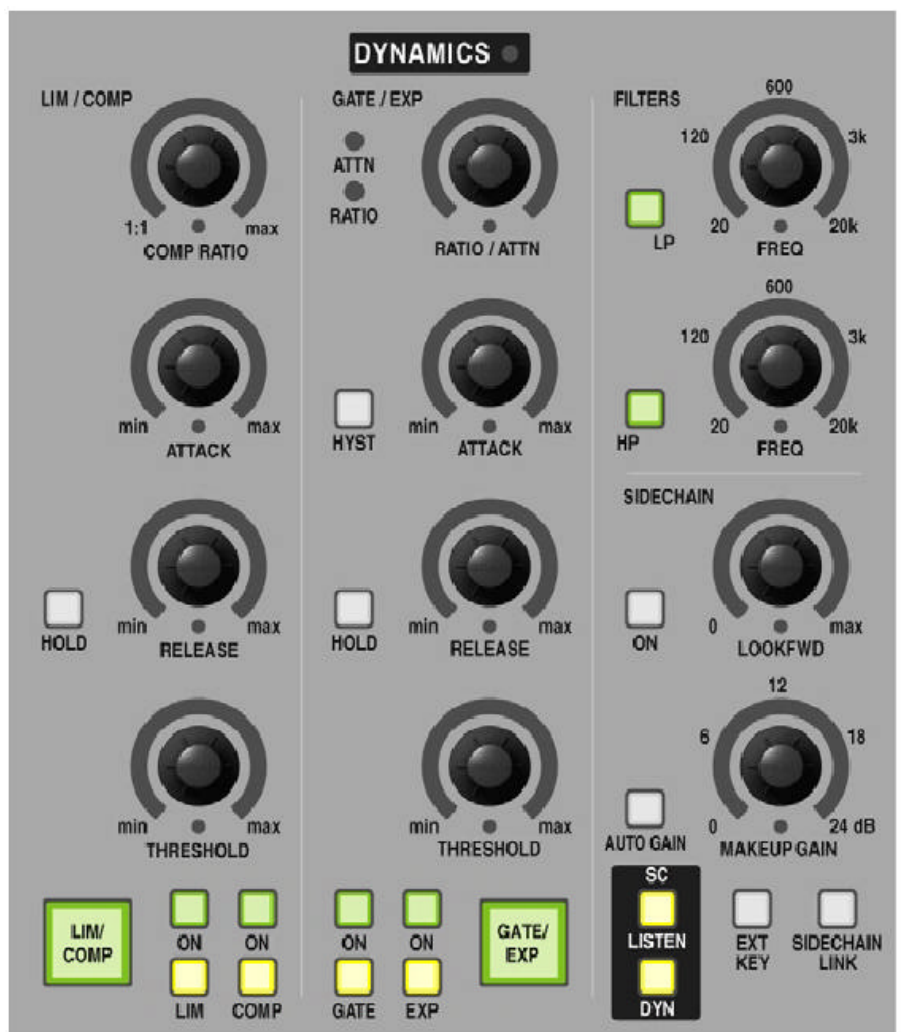 DYNAMICS
LIM / COMP
1:1
max
COMP RATIO
min
max
ATTACK
HOLD
min
max
RELEASE
min
max
THRESHOLD
LIM/
COMP
ON
ON
LIM
COMP
GATE / EXP
ATTN
RATIO
RATIO / ATTN
HYST
min
max
ATTACK
HOLD
min
max
RELEASE
min
max
THRESHOLD
ON
ON
GATE
EXP
GATE/
EXP
FILTERS
600
120
3k
LP
20
20k
FREQ
600
120
3k
HP
20
20k
FREQ
SIDECHAIN
ON
0
max
LOOKFWD
12
6
18
AUTO GAIN
0
24 dB
MAKEUP GAIN
SC
LISTEN
DYN
EXT
KEY
SIDECHAIN
LINK